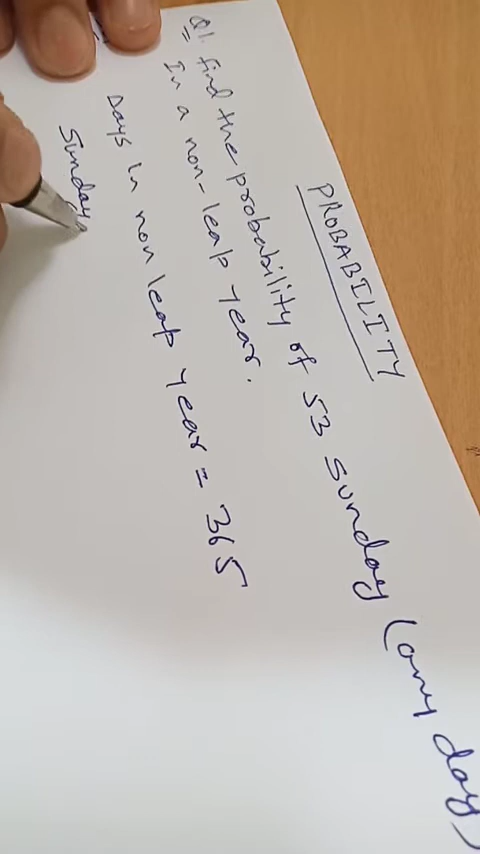 PROBABILITY
Q1. Find the probability of 53 Sunday (any day)
In a non-leap year.
Days in non leap year = 365
Sunday